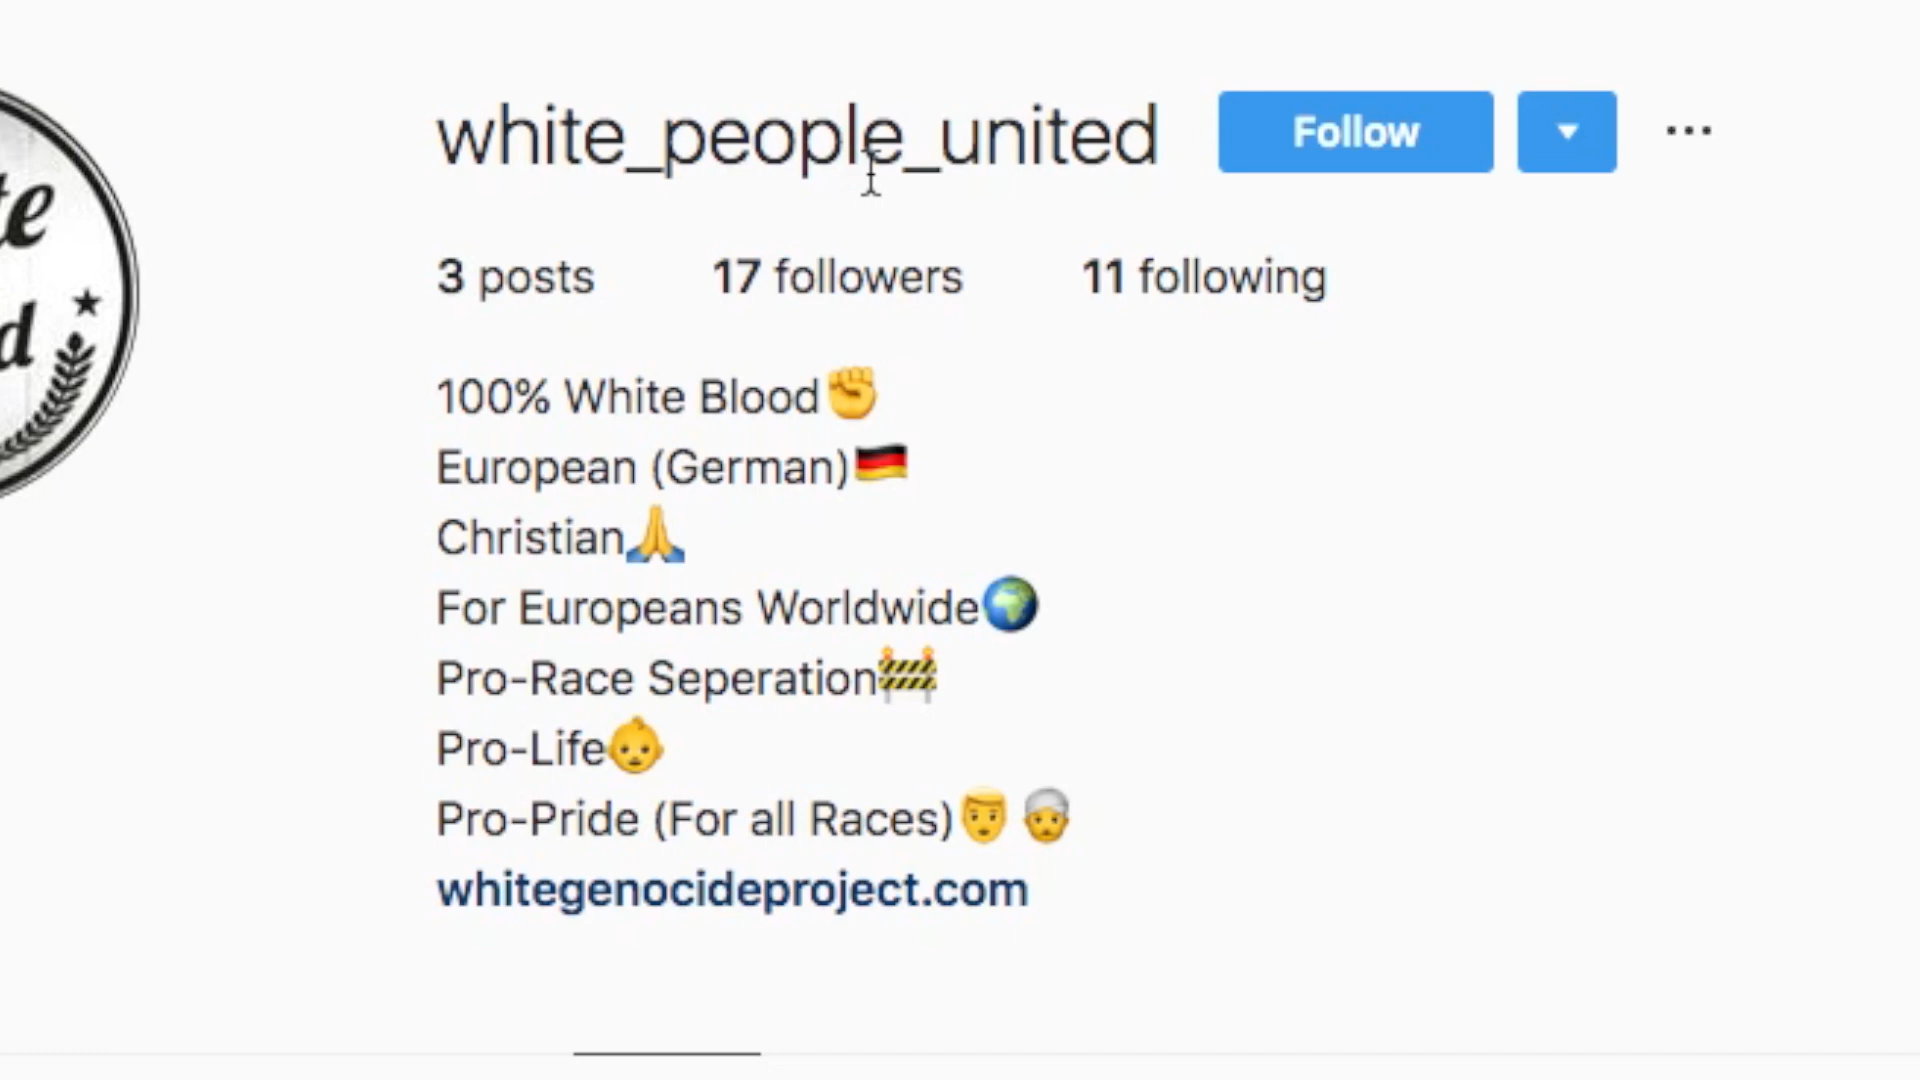 white_people_united Follow
3 posts 17 followers 11 following
100% White Blood✊
European (German)🇩🇪
Christian🙏
For Europeans Worldwide🌍
Pro-Race Seperation🚧
Pro-Life👶
Pro-Pride (For all Races)👱‍♂️ 👳
whitegenocideproject.com